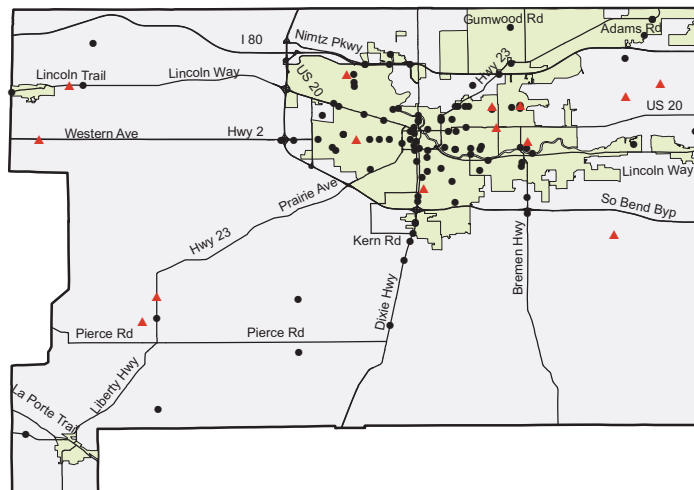 Gumwood Rd
Adams Rd
I 80
Nimtz Pkwy
Hwy 23
Lincoln Trail
Lincoln Way
US 20
US 20
Western Ave
Hwy 2
Lincoln Way
Prairie Ave
So Bend Byp
Kern Rd
Hwy 23
Bremen Hwy
Dixie Hwy
Pierce Rd
Pierce Rd
Liberty Hwy
La Porte Trail